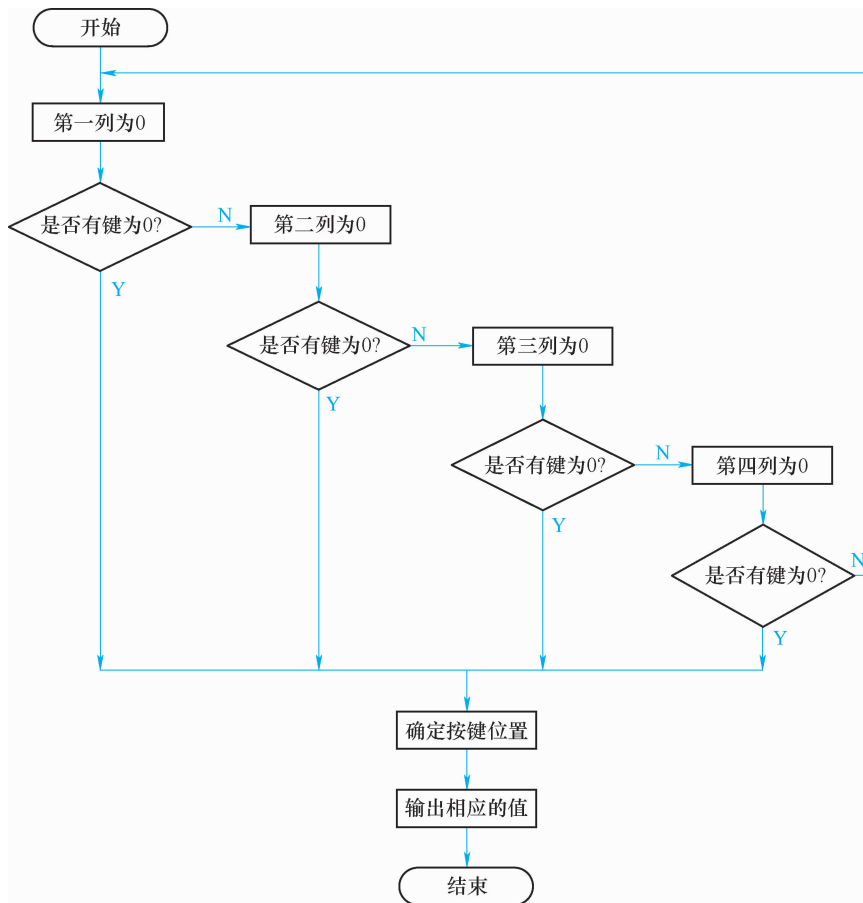 开始
第一列为0
是否有键为0?
N
第二列为0
Y
是否有键为0?
N
第三列为0
Y
是否有键为0?
N
第四列为0
Y
是否有键为0?
N
Y
确定按键位置
输出相应的值
结束